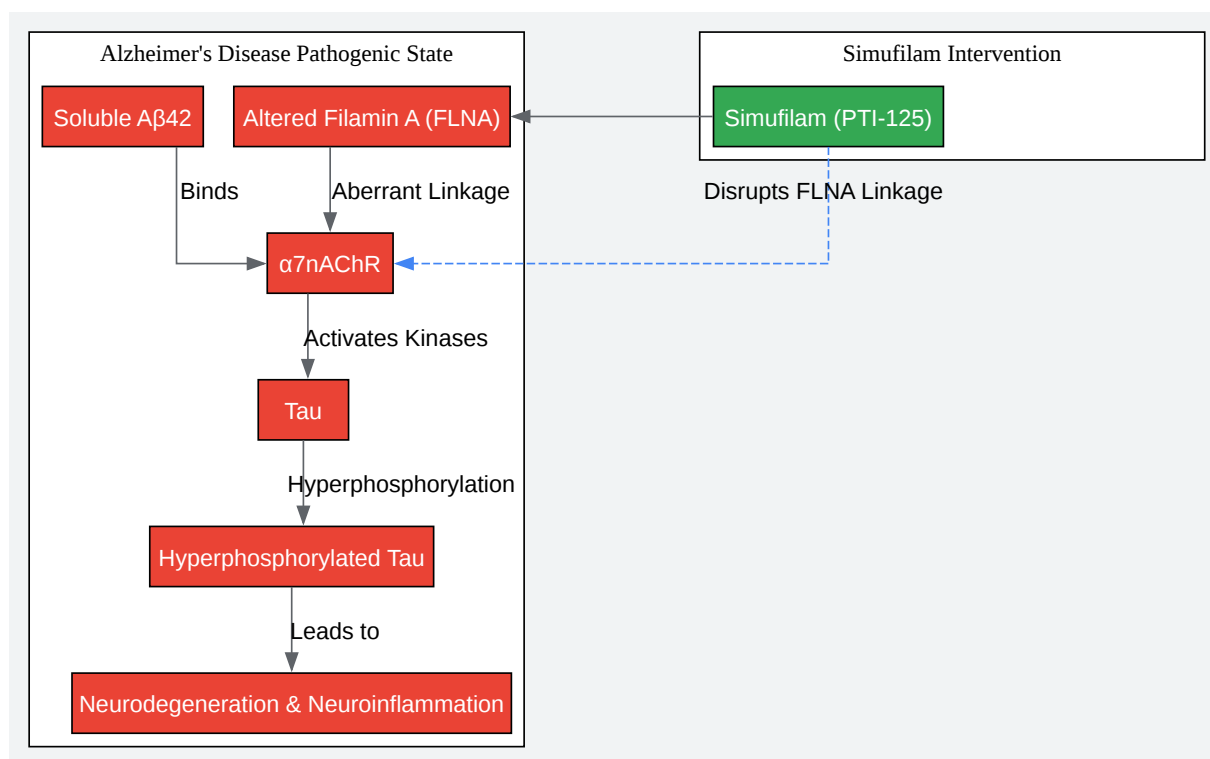 Alzheimer's Disease Pathogenic State
Simufilam Intervention
Soluble Aβ42
Altered Filamin A (FLNA)
Simufilam (PTI-125)
Binds
Aberrant Linkage
Disrupts FLNA Linkage
α7nAChR
Activates Kinases
Tau
Hyperphosphorylation
Hyperphosphorylated Tau
Leads to
Neurodegeneration & Neuroinflammation